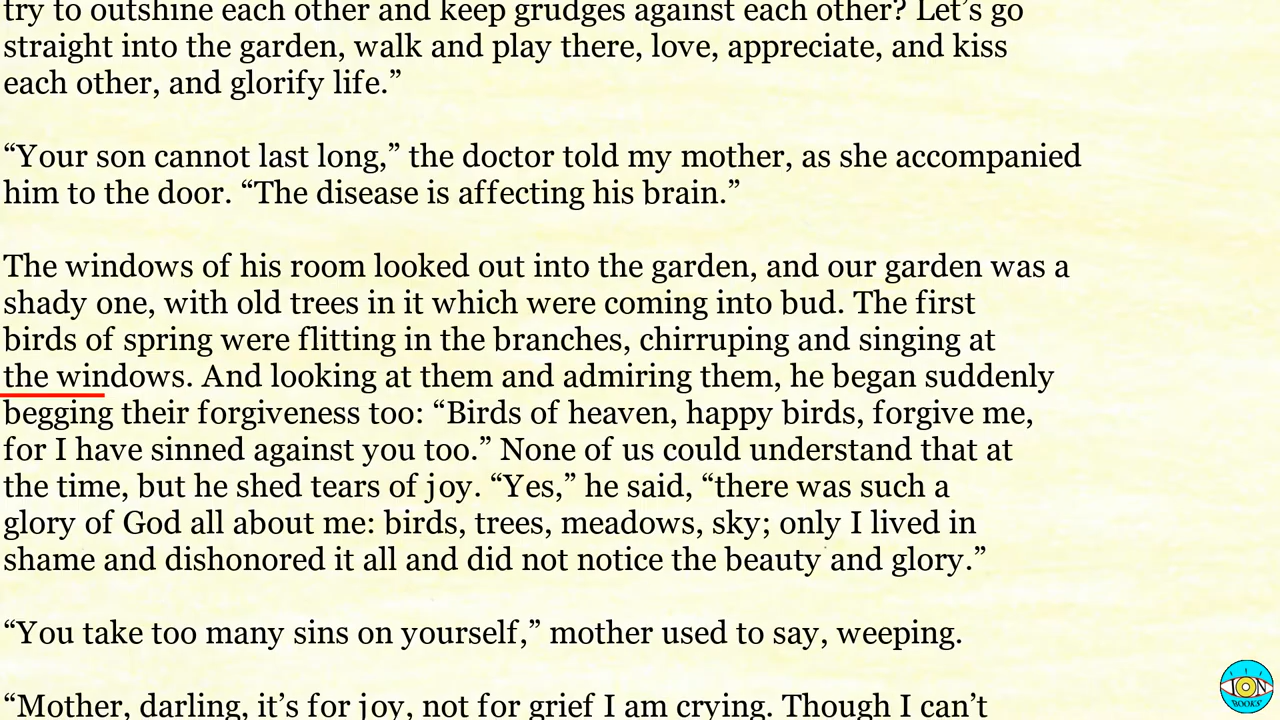 try to outshine each other and keep grudges against each other? Let’s go
straight into the garden, walk and play there, love, appreciate, and kiss
each other, and glorify life.”
“Your son cannot last long,” the doctor told my mother, as she accompanied
him to the door. “The disease is affecting his brain.”
The windows of his room looked out into the garden, and our garden was a
shady one, with old trees in it which were coming into bud. The first
birds of spring were flitting in the branches, chirruping and singing at
the windows. And looking at them and admiring them, he began suddenly
begging their forgiveness too: “Birds of heaven, happy birds, forgive me,
for I have sinned against you too.” None of us could understand that at
the time, but he shed tears of joy. “Yes,” he said, “there was such a
glory of God all about me: birds, trees, meadows, sky; only I lived in
shame and dishonored it all and did not notice the beauty and glory.”
“You take too many sins on yourself,” mother used to say, weeping.
“Mother, darling, it’s for joy, not for grief I am crying. Though I can’t
ION
BOOKS